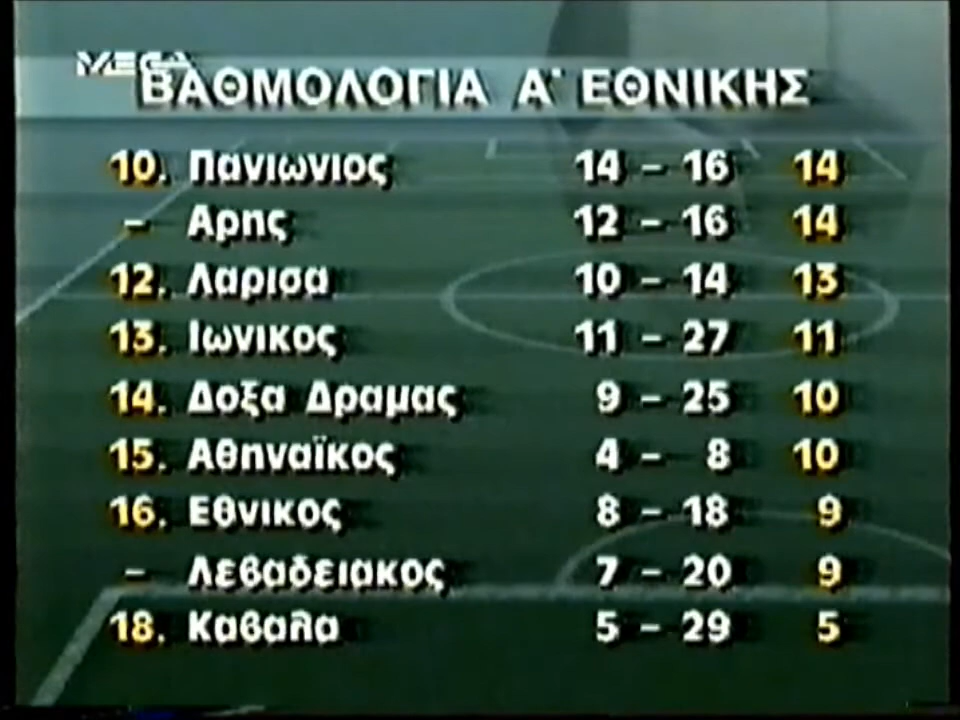 MEGA
ΒΑΘΜΟΛΟΓΙΑ Α' ΕΘΝΙΚΗΣ
10. Πανιωνιος 14 – 16 14
– Αρης 12 – 16 14
12. Λαρισα 10 – 14 13
13. Ιωνικος 11 – 27 11
14. Δοξα Δραμας 9 – 25 10
15. Αθηναϊκος 4 – 8 10
16. Εθνικος 8 – 18 9
– Λεβαδειακος 7 – 20 9
18. Καβαλα 5 – 29 5